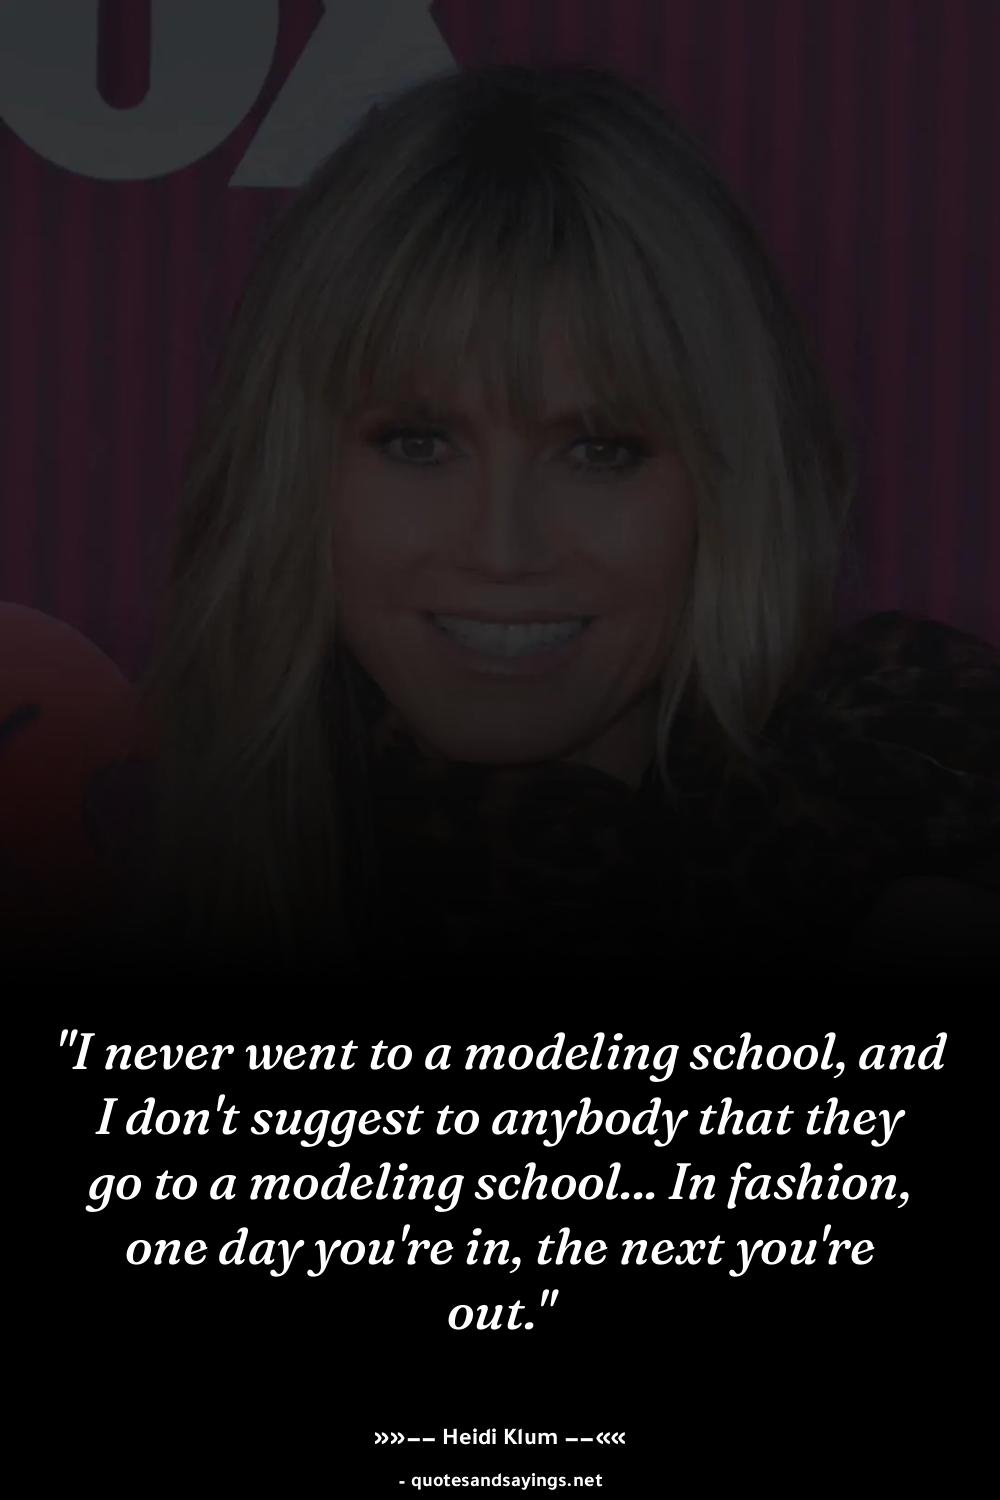 "I never went to a modeling school, and
I don't suggest to anybody that they
go to a modeling school... In fashion,
one day you're in, the next you're
out."
»»−− Heidi Klum −−««
- quotesandsayings.net